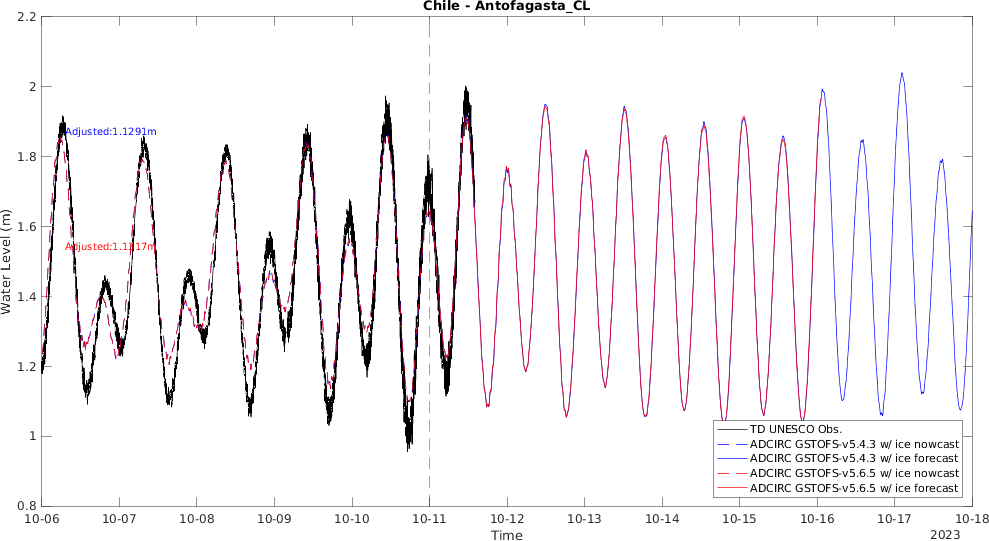 Chile - Antofagasta_CL
2.2
2
1.8
1.6
1.4
1.2
1
0.8
Water Level (m)
Adjusted:1.1291m
Adjusted:1.1317m
TD UNESCO Obs.
ADCIRC GSTOFS-v5.4.3 w/ ice nowcast
ADCIRC GSTOFS-v5.4.3 w/ ice forecast
ADCIRC GSTOFS-v5.6.5 w/ ice nowcast
ADCIRC GSTOFS-v5.6.5 w/ ice forecast
10-06 10-07 10-08 10-09 10-10 10-11 10-12 10-13 10-14 10-15 10-16 10-17 10-18
Time
2023